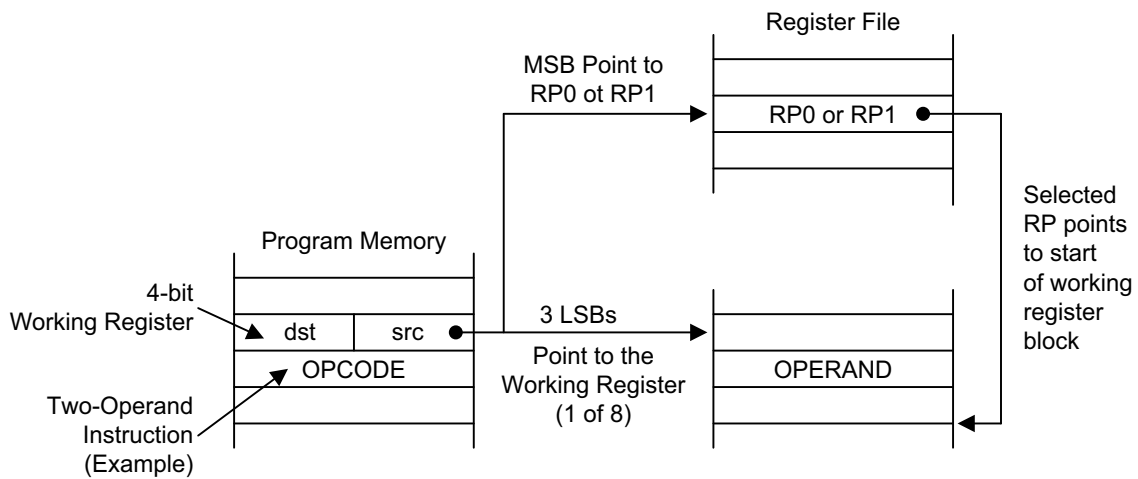 Register File
MSB Point to
RP0 ot RP1
RP0 or RP1
Selected
RP points
to start
of working
register
block
Program Memory
4-bit
Working Register
dst
src
3 LSBs
Point to the
Working Register
(1 of 8)
OPCODE
OPERAND
Two-Operand
Instruction
(Example)